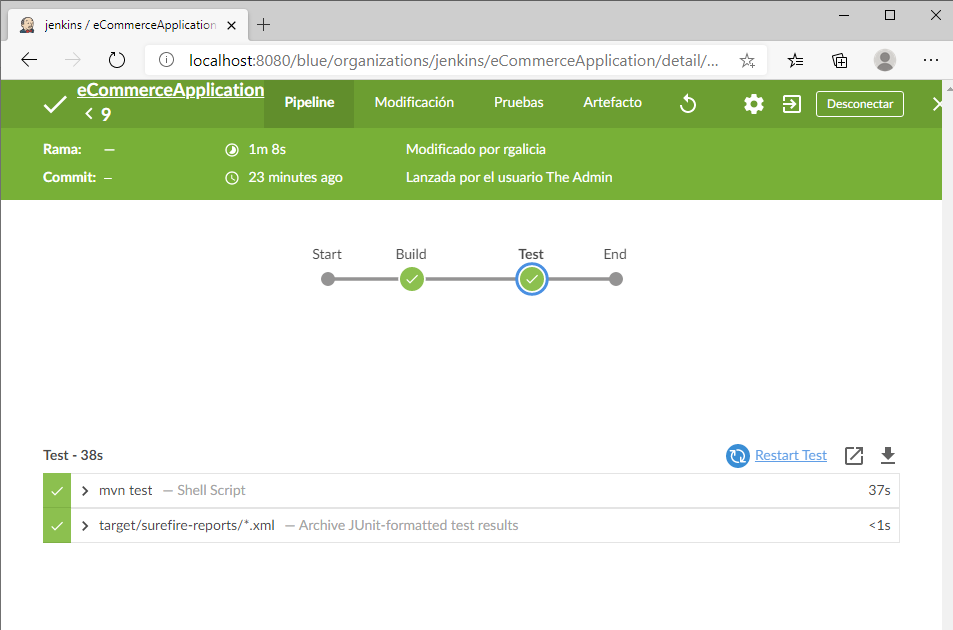 jenkins / eCommerceApplication
localhost:8080/blue/organizations/jenkins/eCommerceApplication/detail/...
eCommerceApplication
< 9
Pipeline
Modificación
Pruebas
Artefacto
Desconectar
Rama: —
1m 8s
Modificado por rgalicia
Commit: –
23 minutes ago
Lanzada por el usuario The Admin
Start
Build
Test
End
Test - 38s
Restart Test
mvn test — Shell Script
37s
target/surefire-reports/*.xml — Archive JUnit-formatted test results
<1s